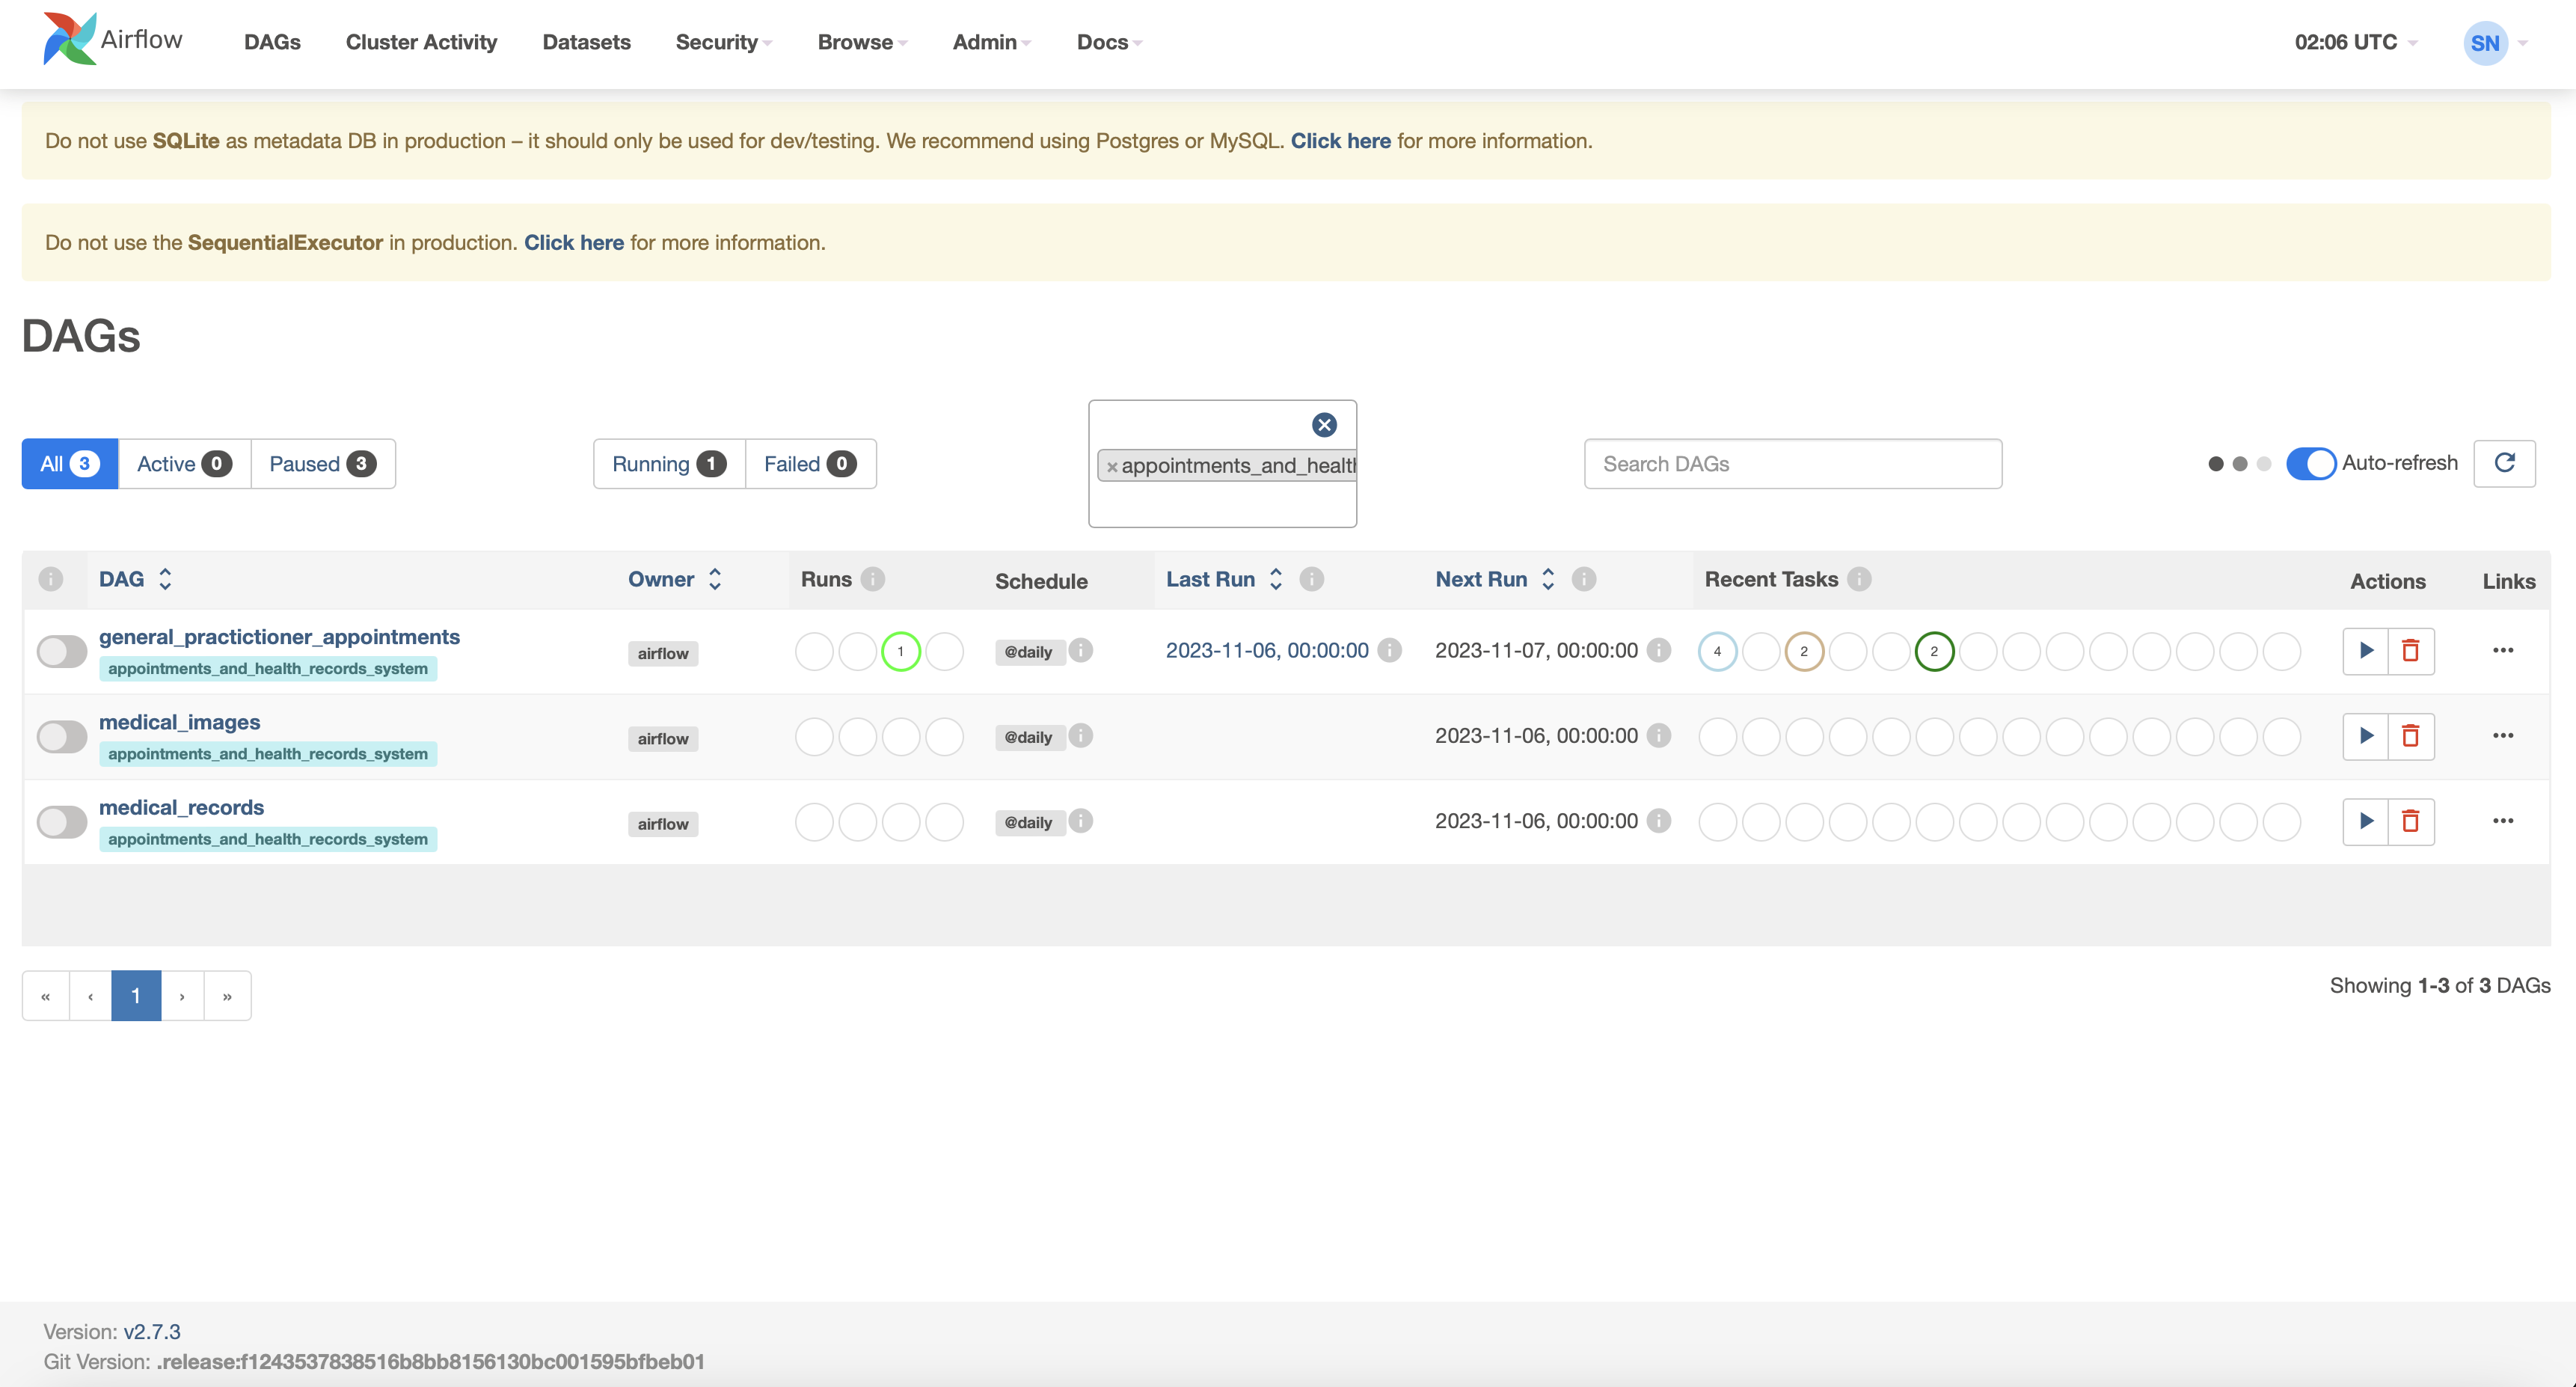 Airflow DAGs Cluster Activity Datasets Security Browse Admin Docs 02:06 UTC SN
Do not use SQLite as metadata DB in production – it should only be used for dev/testing. We recommend using Postgres or MySQL. Click here for more information.
Do not use the SequentialExecutor in production. Click here for more information.
DAGs
All 3 Active 0 Paused 3 Running 1 Failed 0 ×appointments_and_health Search DAGs Auto-refresh
DAG Owner Runs Schedule Last Run Next Run Recent Tasks Actions Links
general_practictioner_appointments
appointments_and_health_records_system
airflow 1 @daily 2023-11-06, 00:00:00 2023-11-07, 00:00:00 4 2 2
medical_images
appointments_and_health_records_system
airflow @daily 2023-11-06, 00:00:00
medical_records
appointments_and_health_records_system
airflow @daily 2023-11-06, 00:00:00
« ‹ 1 › » Showing 1-3 of 3 DAGs
Version: v2.7.3
Git Version: .release:f1243537838516b8bb8156130bc001595bfbeb01